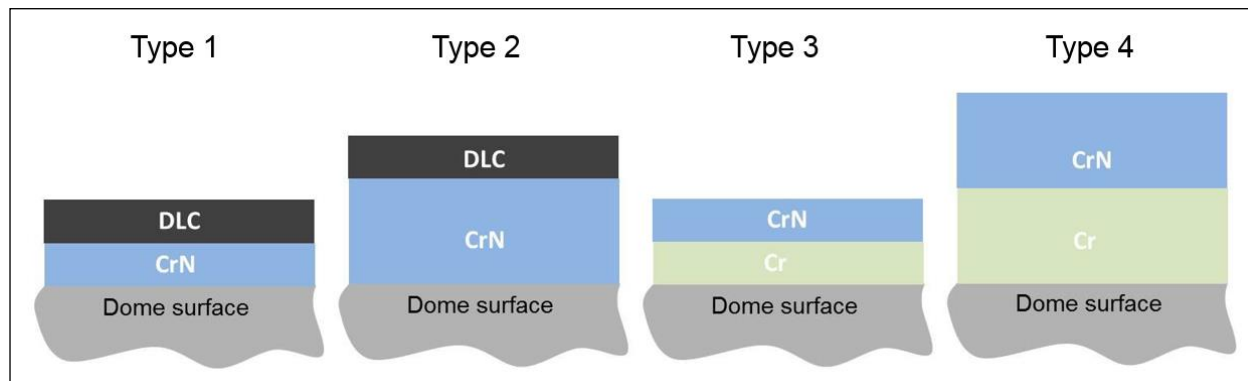 Type 1
DLC
CrN
Dome surface
Type 2
DLC
CrN
Dome surface
Type 3
CrN
Cr
Dome surface
Type 4
CrN
Cr
Dome surface